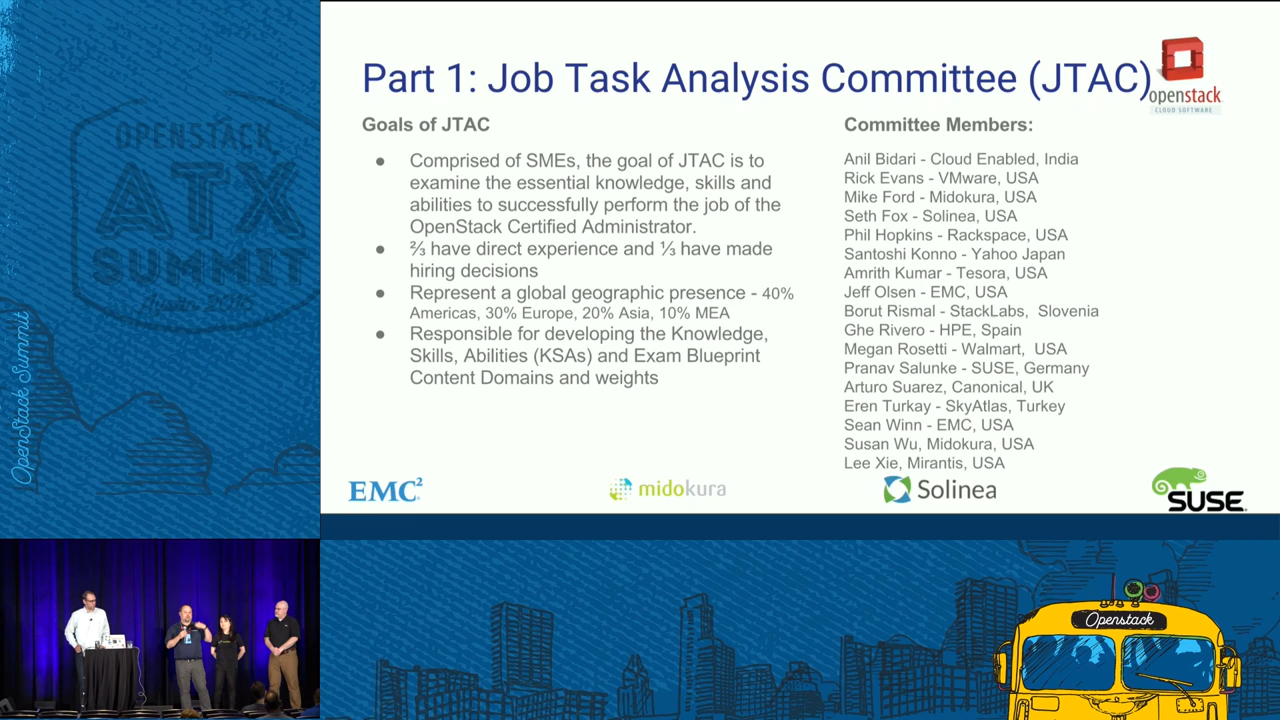 OPENSTACK
ATX
SUMMIT
Austin 2016
OpenStack Summit
Part 1: Job Task Analysis Committee (JTAC)
openstack
CLOUD SOFTWARE
Goals of JTAC
● Comprised of SMEs, the goal of JTAC is to
examine the essential knowledge, skills and
abilities to successfully perform the job of the
OpenStack Certified Administrator.
● ⅔ have direct experience and ⅓ have made
hiring decisions
● Represent a global geographic presence - 40%
Americas, 30% Europe, 20% Asia, 10% MEA
● Responsible for developing the Knowledge,
Skills, Abilities (KSAs) and Exam Blueprint
Content Domains and weights
Committee Members:
Anil Bidari - Cloud Enabled, India
Rick Evans - VMware, USA
Mike Ford - Midokura, USA
Seth Fox - Solinea, USA
Phil Hopkins - Rackspace, USA
Santoshi Konno - Yahoo Japan
Amrith Kumar - Tesora, USA
Jeff Olsen - EMC, USA
Borut Rismal - StackLabs, Slovenia
Ghe Rivero - HPE, Spain
Megan Rosetti - Walmart, USA
Pranav Salunke - SUSE, Germany
Arturo Suarez, Canonical, UK
Eren Turkay - SkyAtlas, Turkey
Sean Winn - EMC, USA
Susan Wu, Midokura, USA
Lee Xie, Mirantis, USA
EMC²
midokura
Solinea
SUSE
Openstack